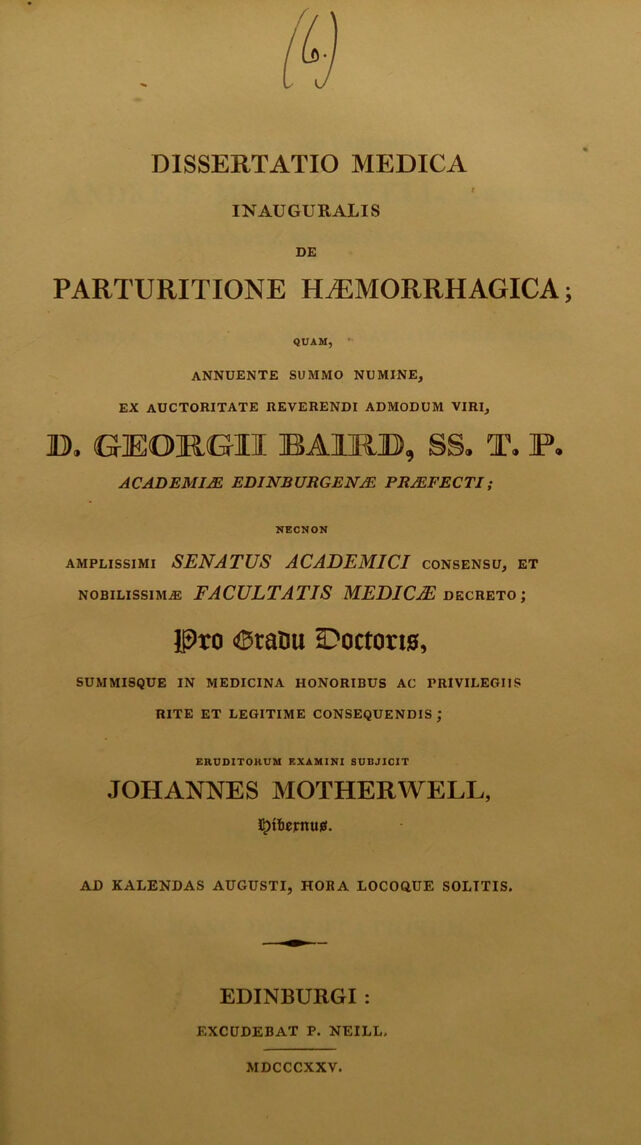 (6.)
DISSERTATIO MEDICA
INAUGURALIS
DE
PARTURITIONE HÆMORRHAGICA;
QUAM,
ANNUENTE SUMMO NUMINE,
EX AUCTORITATE REVERENDI ADMODUM VIRI,
D. GEORGII BAIRD, SS. T. P.
ACADEMIÆ EDINBURGENÆ PRÆFECTI;
NECNON
AMPLISSIMI SENATUS ACADEMICI CONSENSU, ET
NOBILISSIMÆ FACULTATIS MEDICÆ DECRETO;
Pro Gradu Doctoris,
SUMMISQUE IN MEDICINA HONORIBUS AC PRIVILEGIIS
RITE ET LEGITIME CONSEQUENDIS;
ERUDITORUM EXAMINI SUBJICIT
JOHANNES MOTHERWELL,
Hibernus.
AD KALENDAS AUGUSTI, HORA LOCOQUE SOLITIS.
EDINBURGI:
EXCUDEBAT P. NEILL.
MDCCCXXV.